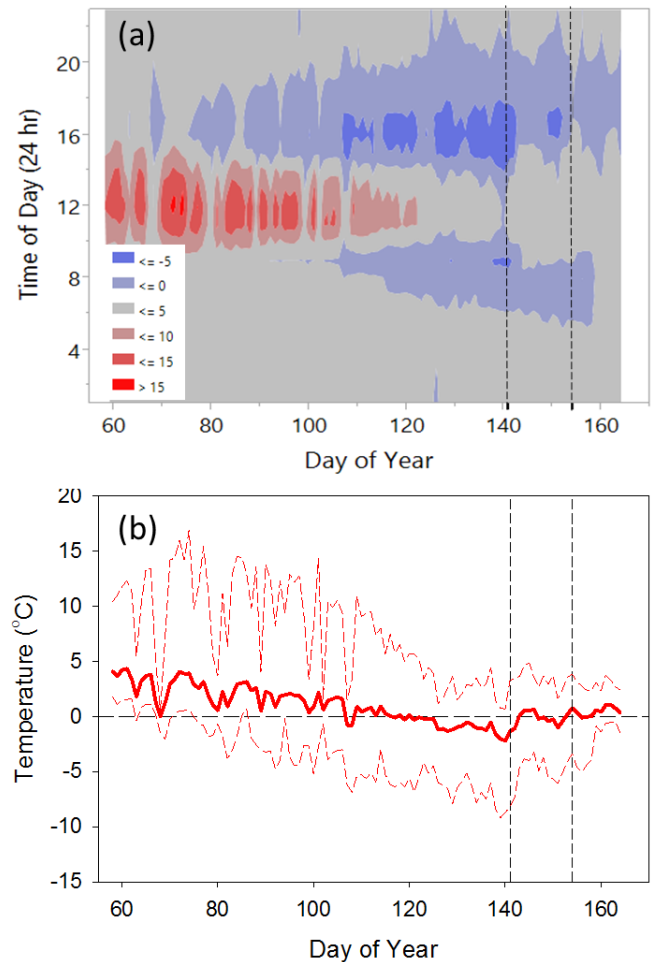 (a)
20
16
12
8
4
Time of Day (24 hr)
<= -5
<= 0
<= 5
<= 10
<= 15
> 15
60 80 100 120 140 160
Day of Year
(b)
20
15
10
5
0
-5
-10
-15
Temperature (°C)
60 80 100 120 140 160
Day of Year